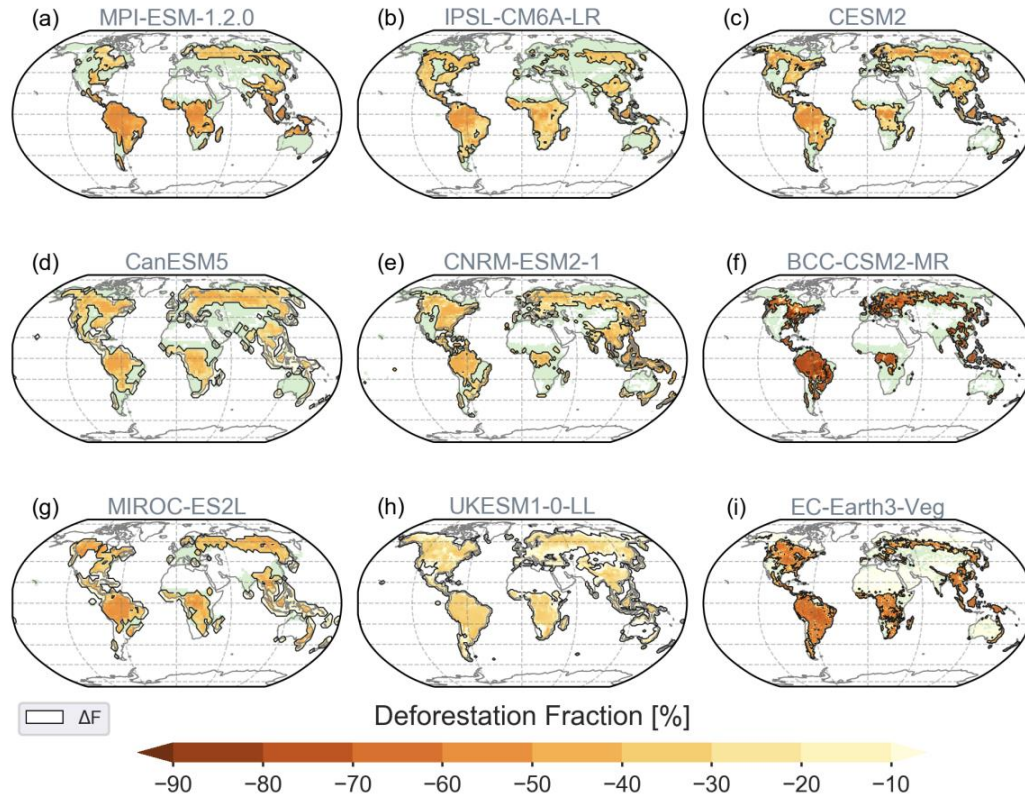 (a) MPI-ESM-1.2.0
(b) IPSL-CM6A-LR
(c) CESM2
(d) CanESM5
(e) CNRM-ESM2-1
(f) BCC-CSM2-MR
(g) MIROC-ES2L
(h) UKESM1-0-LL
(i) EC-Earth3-Veg
ΔF
Deforestation Fraction [%]
−90 −80 −70 −60 −50 −40 −30 −20 −10